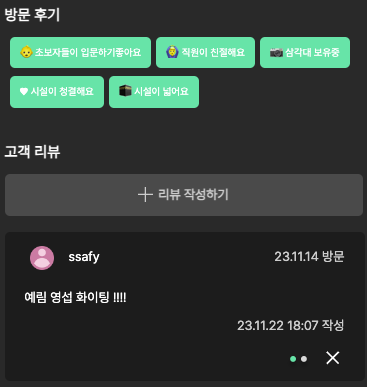 방문 후기
초보자들이 입문하기좋아요
직원이 친절해요
삼각대 보유중
시설이 청결해요
시설이 넓어요
고객 리뷰
리뷰 작성하기
ssafy
23.11.14 방문
예림 영섭 화이팅 !!!!
23.11.22 18:07 작성